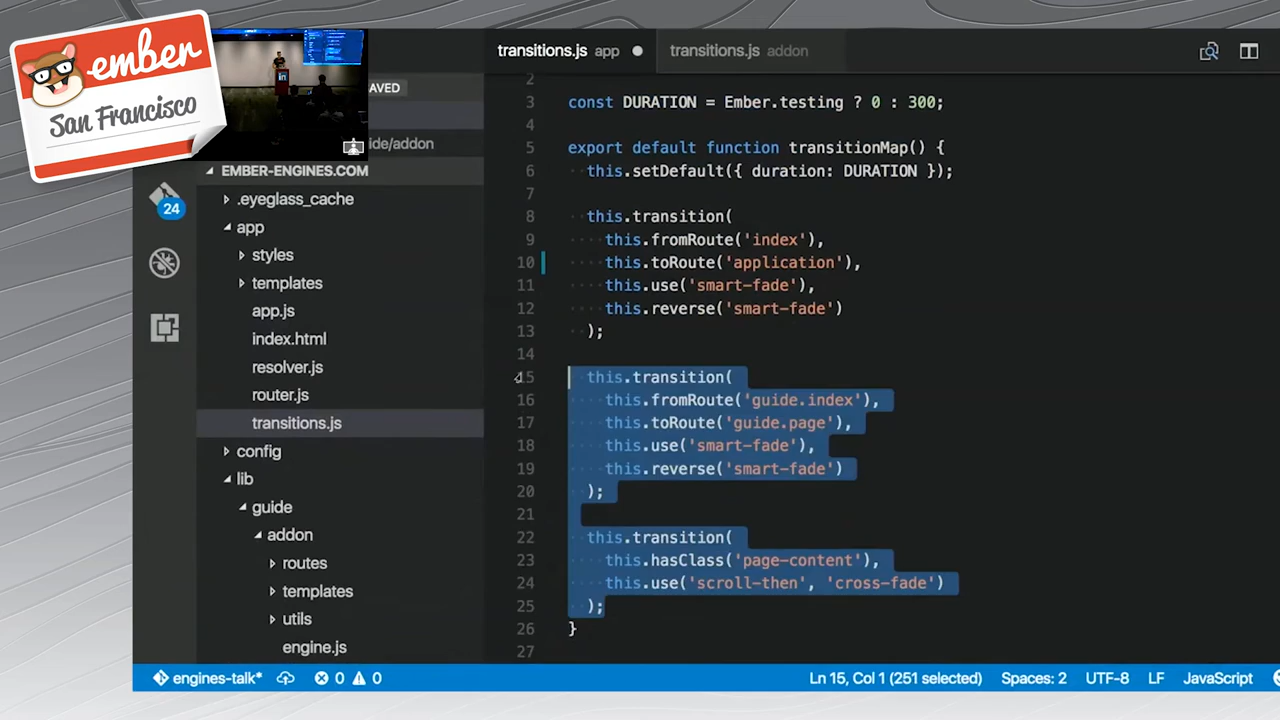 ember
San Francisco
AVED
ide/addon
EMBER-ENGINES.COM
.eyeglass_cache
app
styles
templates
app.js
index.html
resolver.js
router.js
transitions.js
config
lib
guide
addon
routes
templates
utils
engine.js
24
transitions.js app
transitions.js addon
2
3 const DURATION = Ember.testing ? 0 : 300;
4
5 export default function transitionMap() {
6 this.setDefault({ duration: DURATION });
7
8 this.transition(
9 this.fromRoute('index'),
10 this.toRoute('application'),
11 this.use('smart-fade'),
12 this.reverse('smart-fade')
13 );
14
15 this.transition(
16 this.fromRoute('guide.index'),
17 this.toRoute('guide.page'),
18 this.use('smart-fade'),
19 this.reverse('smart-fade')
20 );
21
22 this.transition(
23 this.hasClass('page-content'),
24 this.use('scroll-then', 'cross-fade')
25 );
26 }
27
engines-talk* 0 0 Ln 15, Col 1 (251 selected) Spaces: 2 UTF-8 LF JavaScript